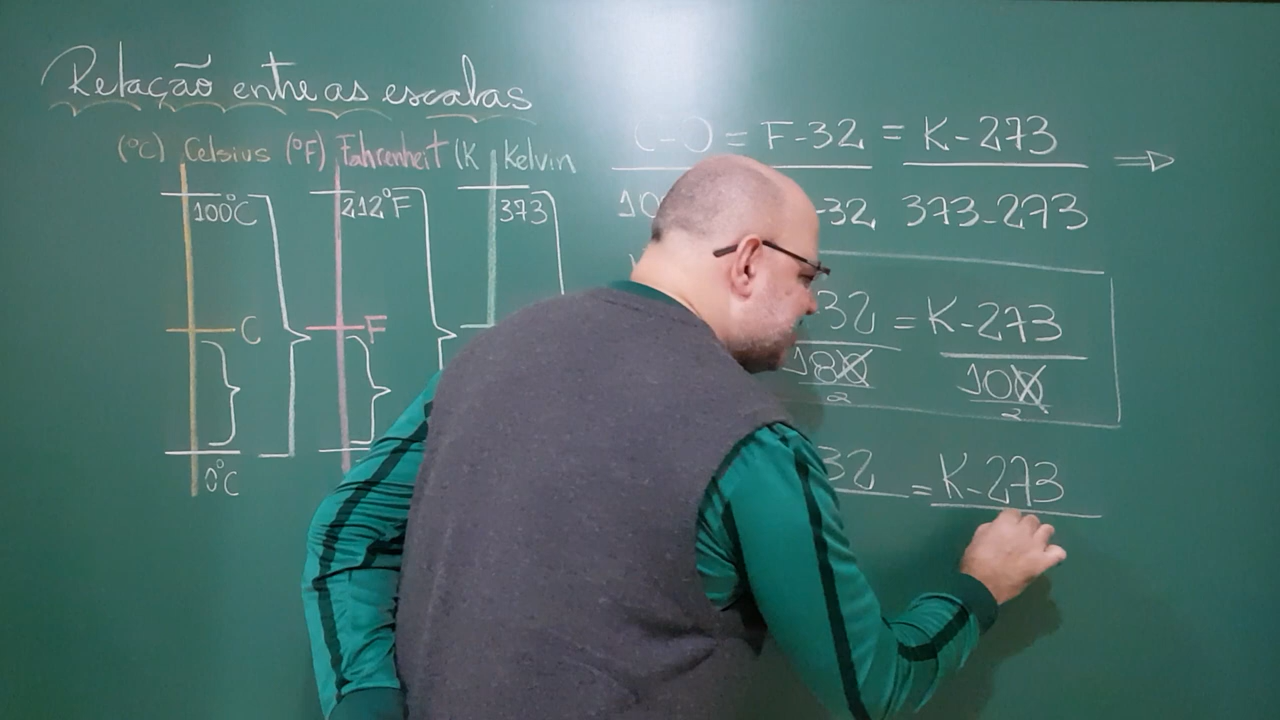 Relação entre as escalas
(°C) Celsius (°F) Fahrenheit (K Kelvin
100°C 212°F 373
C F
0°C
C-0 = F-32 = K-273 ⇒
10 -32 373-273
32 = K-273
180 100
2 2
32 = K-273